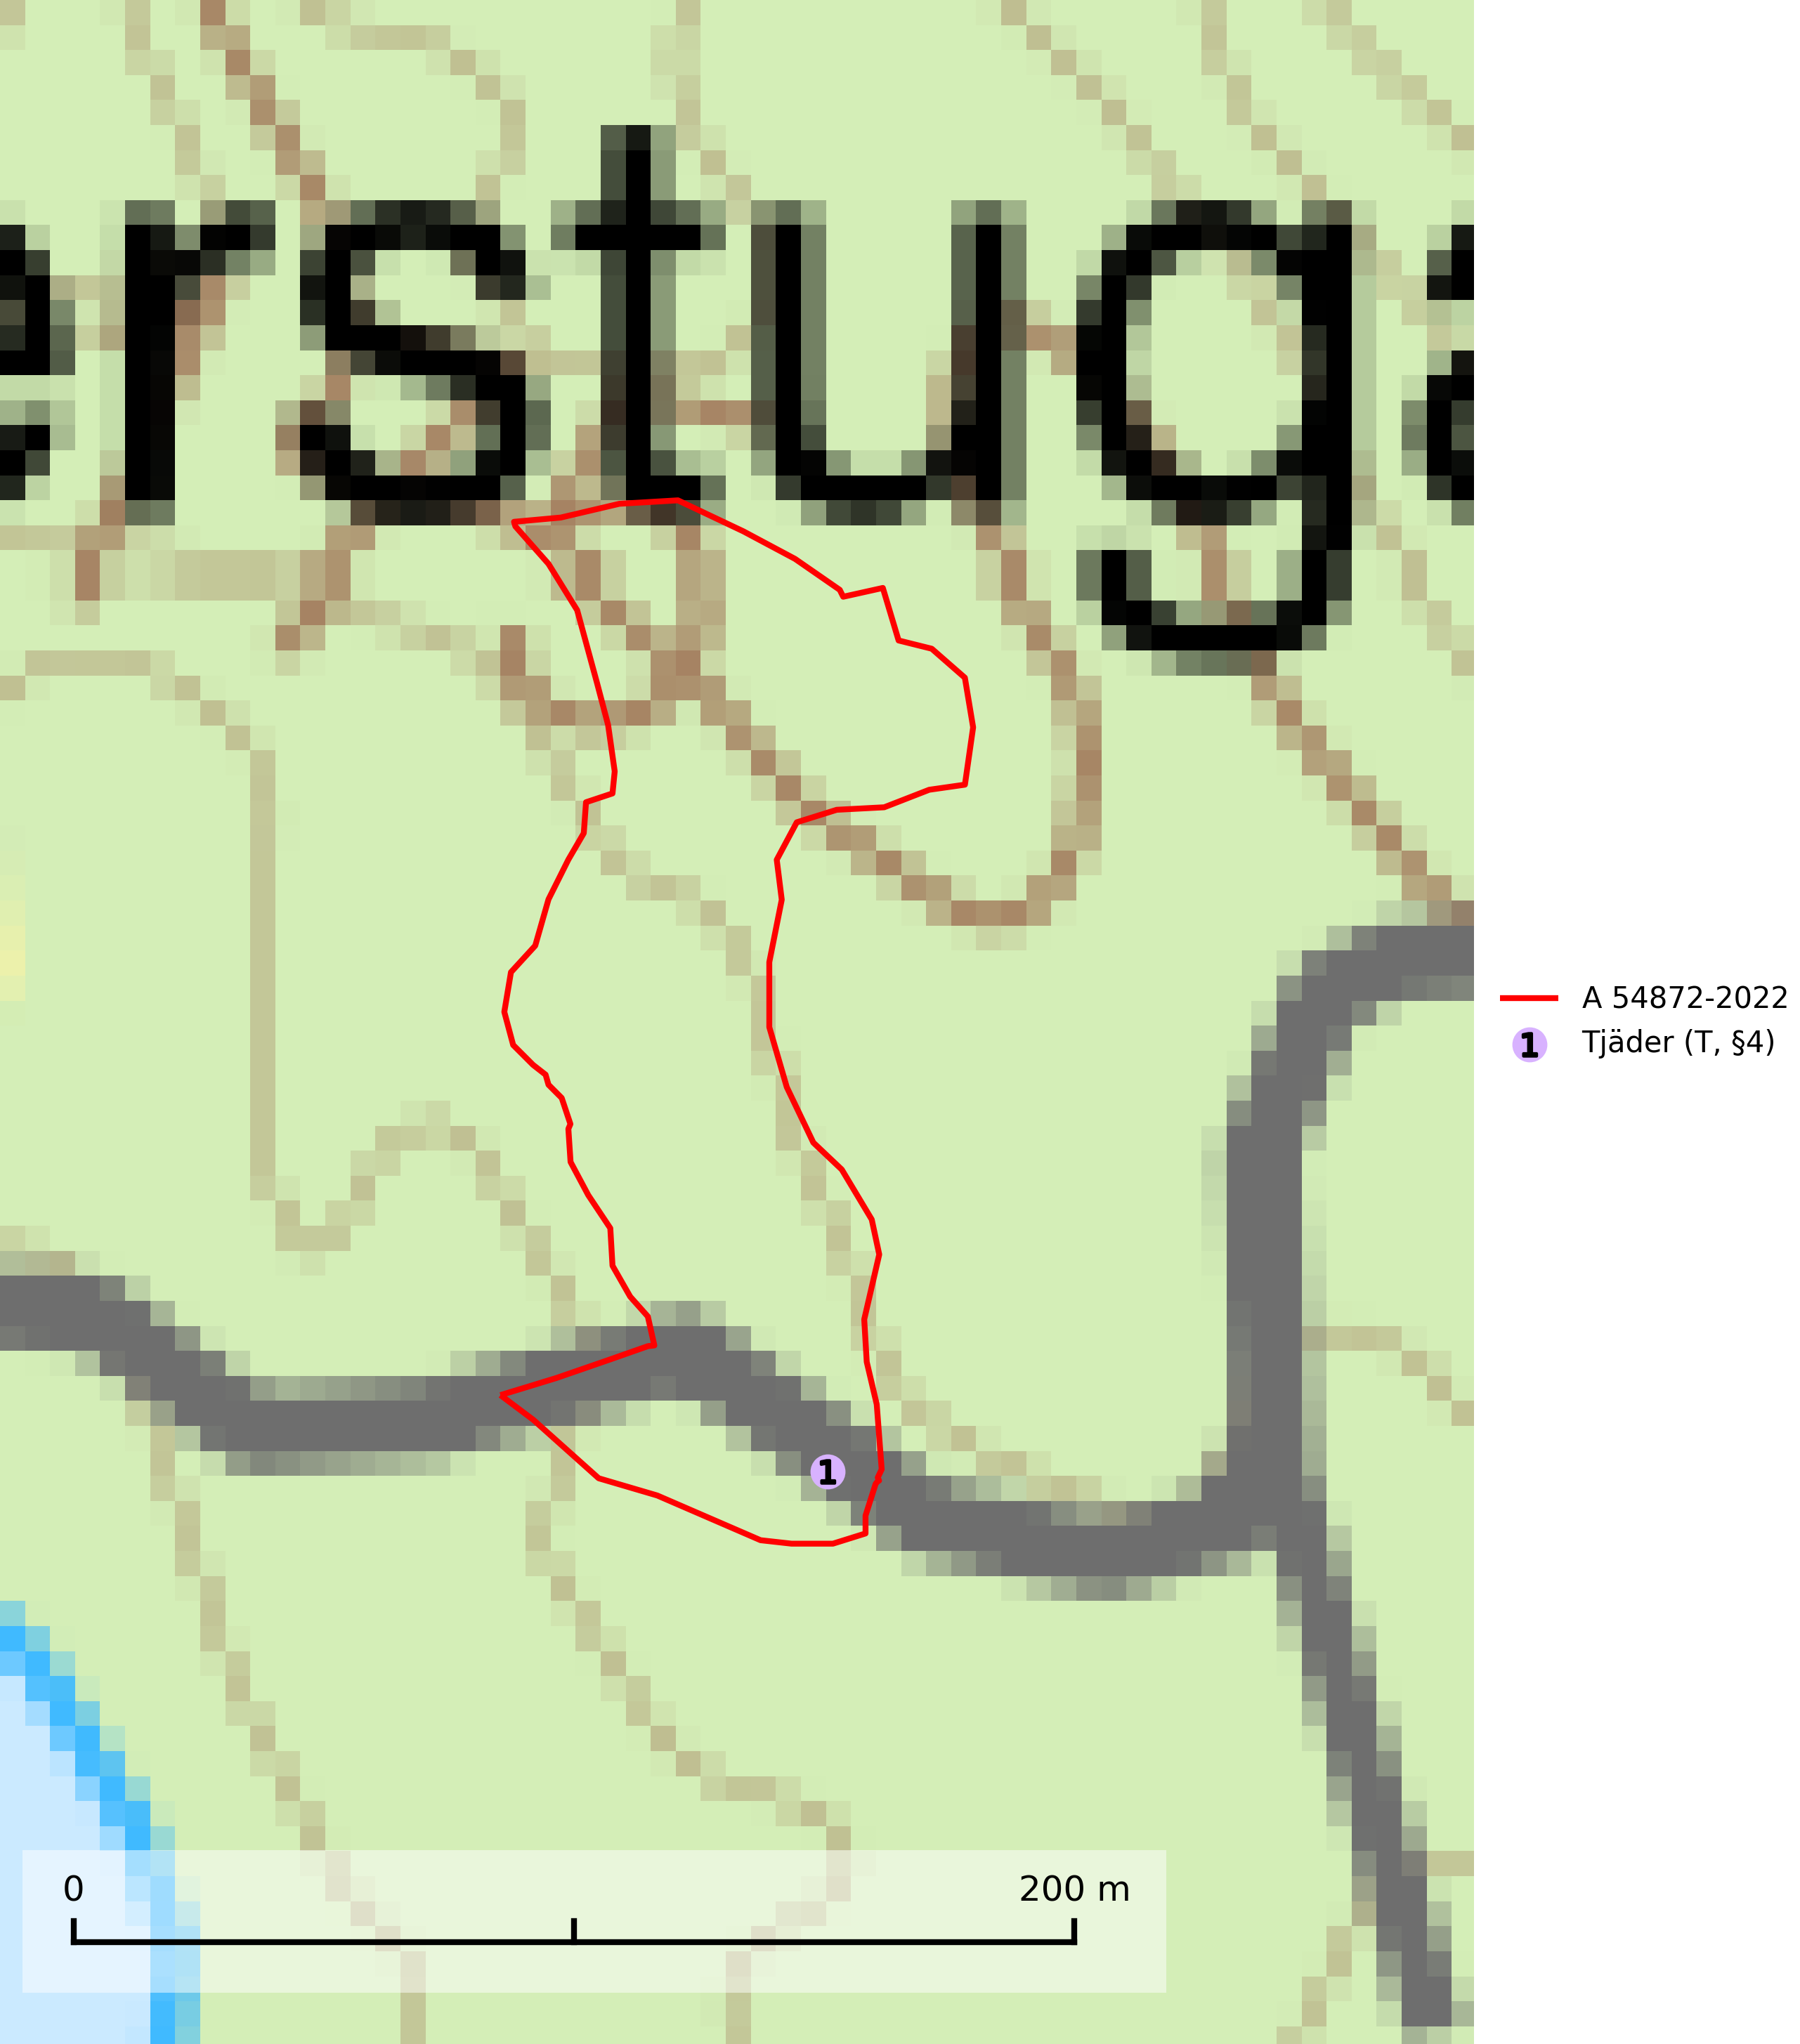 erstuga
A 54872-2022
1 Tjäder (T, §4)
1
0 200 m